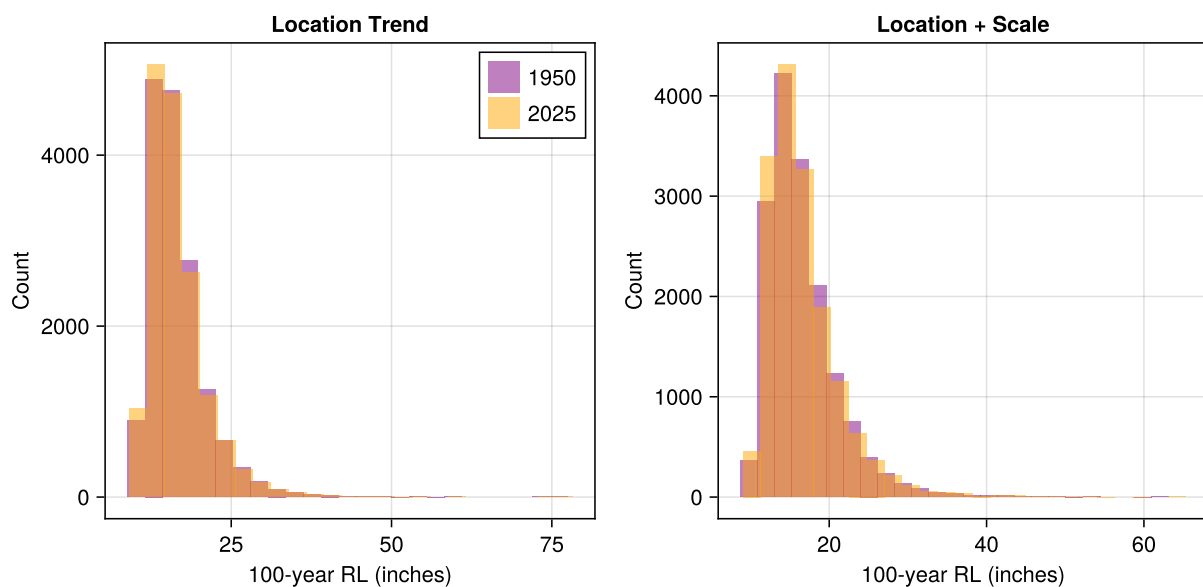 Location Trend
1950
2025
4000
2000
0
Count
25
50
75
100-year RL (inches)
Location + Scale
4000
3000
2000
1000
0
Count
20
40
60
100-year RL (inches)